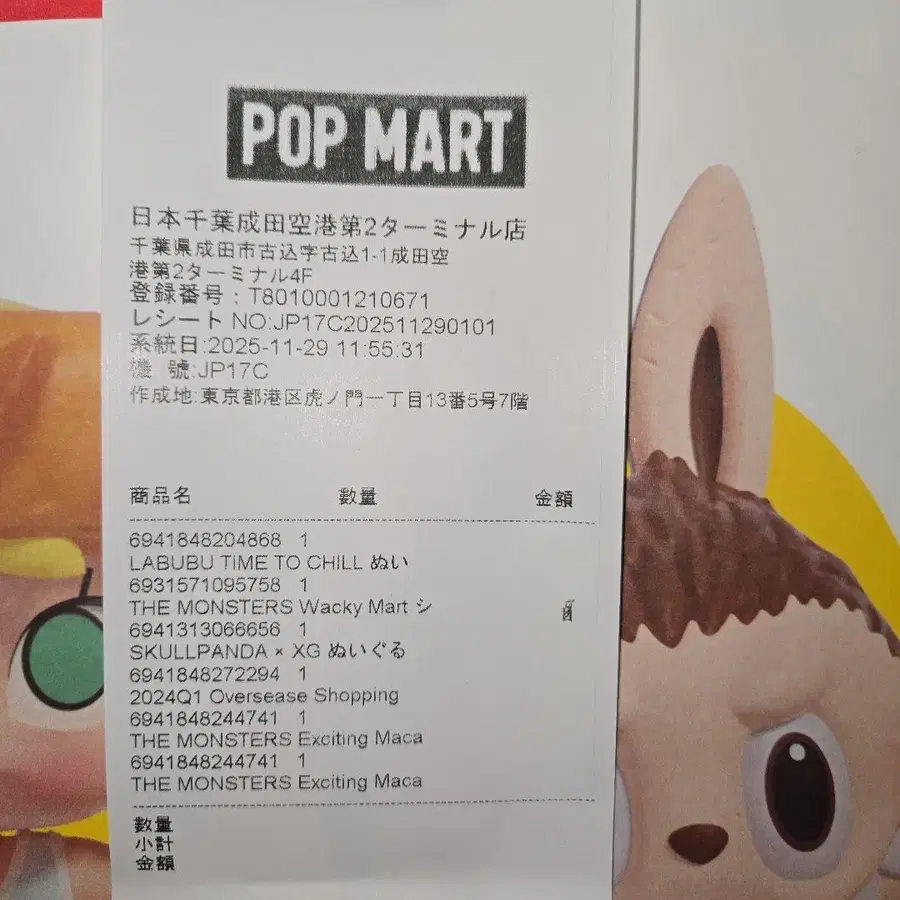 POP MART
日本千葉成田空港第2ターミナル店
千葉県成田市古込字古込1-1成田空
港第2ターミナル4F
登録番号：T8010001210671
レシート NO:JP17C202511290101
系統日:2025-11-29 11:55:31
機 號:JP17C
作成地:東京都港区虎ノ門一丁目13番5号7階
商品名 數量 金額
6941848204868 1
LABUBU TIME TO CHILL ぬい
6931571095758 1
THE MONSTERS Wacky Mart シ
6941313066656 1
SKULLPANDA × XG ぬいぐる
6941848272294 1
2024Q1 Oversease Shopping
6941848244741 1
THE MONSTERS Exciting Maca
6941848244741 1
THE MONSTERS Exciting Maca
數量
小計
金額